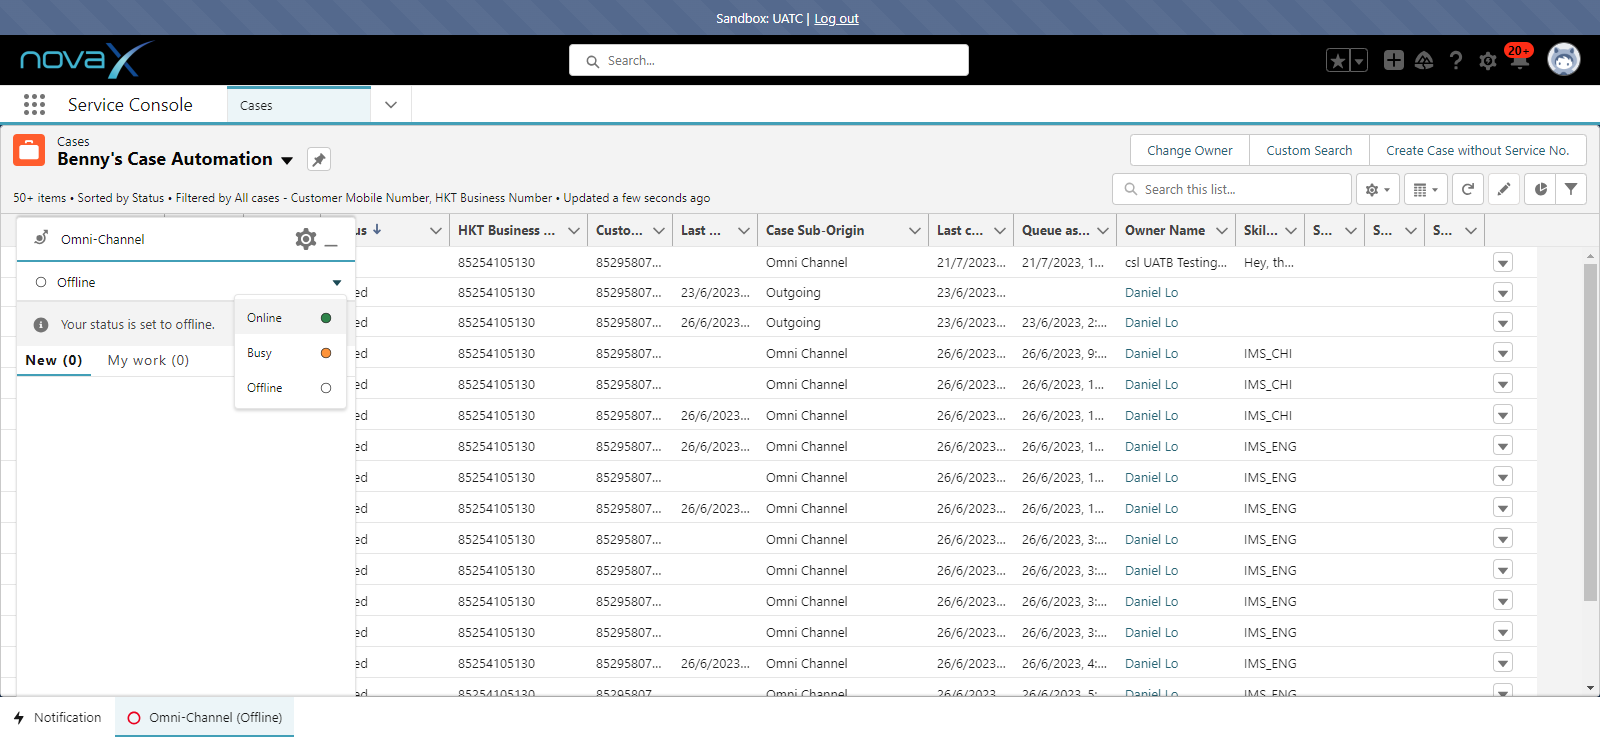 Sandbox: UATC | Log out
novaX
Search...
20+
Service Console
Cases
Cases
Benny's Case Automation
Change Owner
Custom Search
Create Case without Service No.
50+ items • Sorted by Status • Filtered by All cases - Customer Mobile Number, HKT Business Number • Updated a few seconds ago
Search this list...
us HKT Business ... Custo... Last ... Case Sub-Origin Last c... Queue as... Owner Name Skil... S... S... S...
Omni-Channel
Offline
Your status is set to offline.
New (0) My work (0)
Online
Busy
Offline
85254105130 85295807... Omni Channel 21/7/2023... 21/7/2023, 1... csl UATB Testing... Hey, th...
ed 85254105130 85295807... 23/6/2023... Outgoing 23/6/2023... Daniel Lo
ed 85254105130 85295807... 26/6/2023... Outgoing 23/6/2023... 23/6/2023, 2:... Daniel Lo
ed 85254105130 85295807... Omni Channel 26/6/2023... 26/6/2023, 9:... Daniel Lo IMS_CHI
ed 85254105130 85295807... Omni Channel 26/6/2023... 26/6/2023, 1... Daniel Lo IMS_CHI
ed 85254105130 85295807... 26/6/2023... Omni Channel 26/6/2023... 26/6/2023, 1... Daniel Lo IMS_CHI
ed 85254105130 85295807... 26/6/2023... Omni Channel 26/6/2023... 26/6/2023, 1... Daniel Lo IMS_ENG
ed 85254105130 85295807... Omni Channel 26/6/2023... 26/6/2023, 1... Daniel Lo IMS_ENG
ed 85254105130 85295807... 26/6/2023... Omni Channel 26/6/2023... 26/6/2023, 1... Daniel Lo IMS_ENG
ed 85254105130 85295807... Omni Channel 26/6/2023... 26/6/2023, 3:... Daniel Lo IMS_ENG
ed 85254105130 85295807... Omni Channel 26/6/2023... 26/6/2023, 3:... Daniel Lo IMS_ENG
ed 85254105130 85295807... Omni Channel 26/6/2023... 26/6/2023, 3:... Daniel Lo IMS_ENG
ed 85254105130 85295807... Omni Channel 26/6/2023... 26/6/2023, 3:... Daniel Lo IMS_ENG
ed 85254105130 85295807... 26/6/2023... Omni Channel 26/6/2023... 26/6/2023, 4:... Daniel Lo IMS_ENG
ed 85254105130 85295807 Omni Channel 26/6/2023 26/6/2023, 5: Daniel Lo IMS_ENG
Notification
Omni-Channel (Offline)